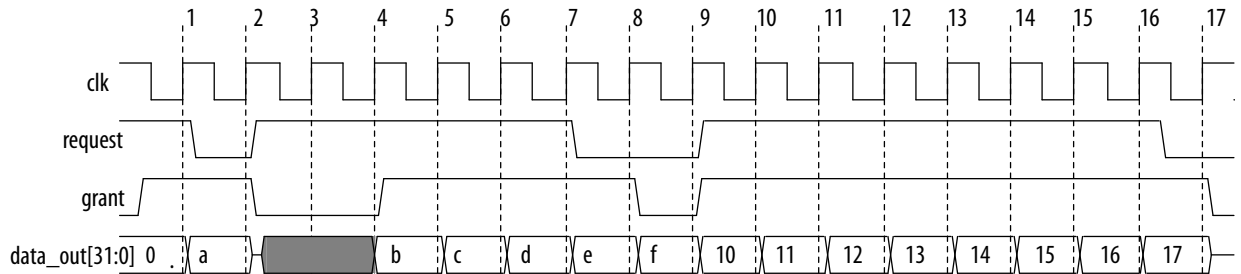 1 2 3 4 5 6 7 8 9 10 11 12 13 14 15 16 17
clk
request
grant
data_out[31:0] 0 . a b c d e f 10 11 12 13 14 15 16 17